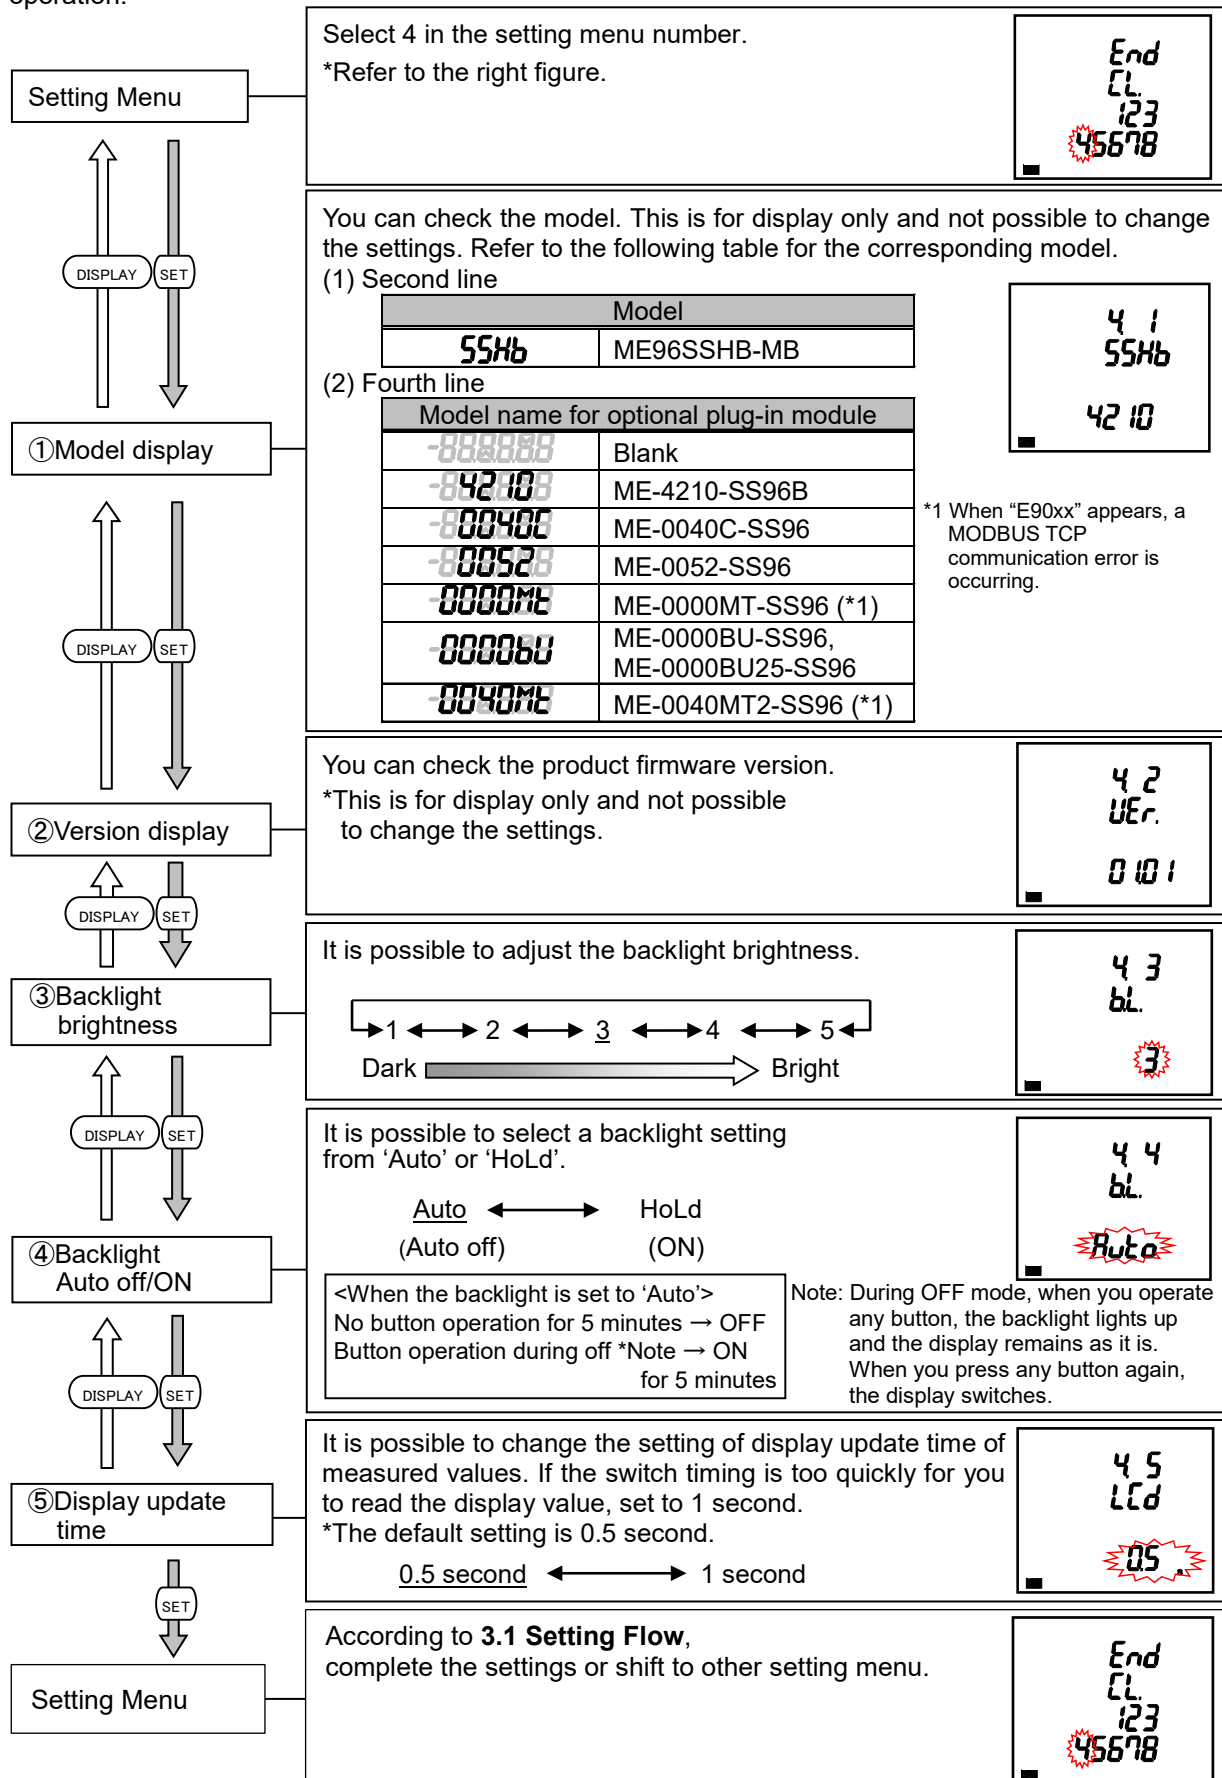 operation.
Setting Menu
Select 4 in the setting menu number.
*Refer to the right figure.
End
CL.
123
45678
DISPLAY
SET
①Model display
You can check the model. This is for display only and not possible to change
the settings. Refer to the following table for the corresponding model.
(1) Second line
Model
SSHb
ME96SSHB-MB
(2) Fourth line
Model name for optional plug-in module
Blank
4210
ME-4210-SS96B
0040C
ME-0040C-SS96
0052
ME-0052-SS96
0000Mt
ME-0000MT-SS96 (*1)
0000bU
ME-0000BU-SS96,
ME-0000BU25-SS96
0040Mt
ME-0040MT2-SS96 (*1)
4. 1
SSHb
4210
*1 When “E90xx” appears, a
MODBUS TCP
communication error is
occurring.
DISPLAY
SET
②Version display
You can check the product firmware version.
*This is for display only and not possible
to change the settings.
4. 2
VEr.
01.01
DISPLAY
SET
③Backlight
brightness
It is possible to adjust the backlight brightness.
1 2 3 4 5
Dark Bright
4. 3
b.L.
3
DISPLAY
SET
④Backlight
Auto off/ON
It is possible to select a backlight setting
from ‘Auto’ or ‘HoLd’.
Auto HoLd
(Auto off) (ON)
<When the backlight is set to ‘Auto’>
No button operation for 5 minutes → OFF
Button operation during off *Note → ON
for 5 minutes
Note: During OFF mode, when you operate
any button, the backlight lights up
and the display remains as it is.
When you press any button again,
the display switches.
4. 4
b.L.
Auto
DISPLAY
SET
⑤Display update
time
It is possible to change the setting of display update time of
measured values. If the switch timing is too quickly for you
to read the display value, set to 1 second.
*The default setting is 0.5 second.
0.5 second 1 second
4. 5
LCd
0.5 .
SET
Setting Menu
According to 3.1 Setting Flow,
complete the settings or shift to other setting menu.
End
CL.
123
45678